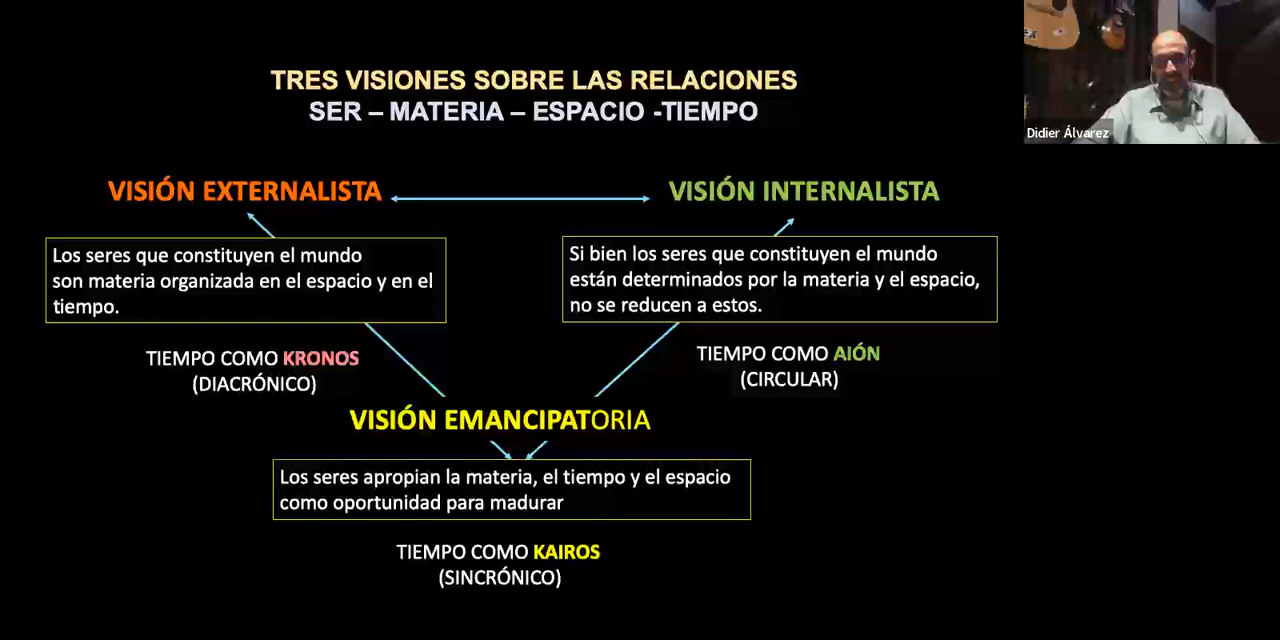 TRES VISIONES SOBRE LAS RELACIONES
SER – MATERIA – ESPACIO -TIEMPO
Didier Álvarez
VISIÓN EXTERNALISTA
Los seres que constituyen el mundo
son materia organizada en el espacio y en el
tiempo.
TIEMPO COMO KRONOS
(DIACRÓNICO)
VISIÓN INTERNALISTA
Si bien los seres que constituyen el mundo
están determinados por la materia y el espacio,
no se reducen a estos.
TIEMPO COMO AIÓN
(CIRCULAR)
VISIÓN EMANCIPATORIA
Los seres apropian la materia, el tiempo y el espacio
como oportunidad para madurar
TIEMPO COMO KAIROS
(SINCRÓNICO)